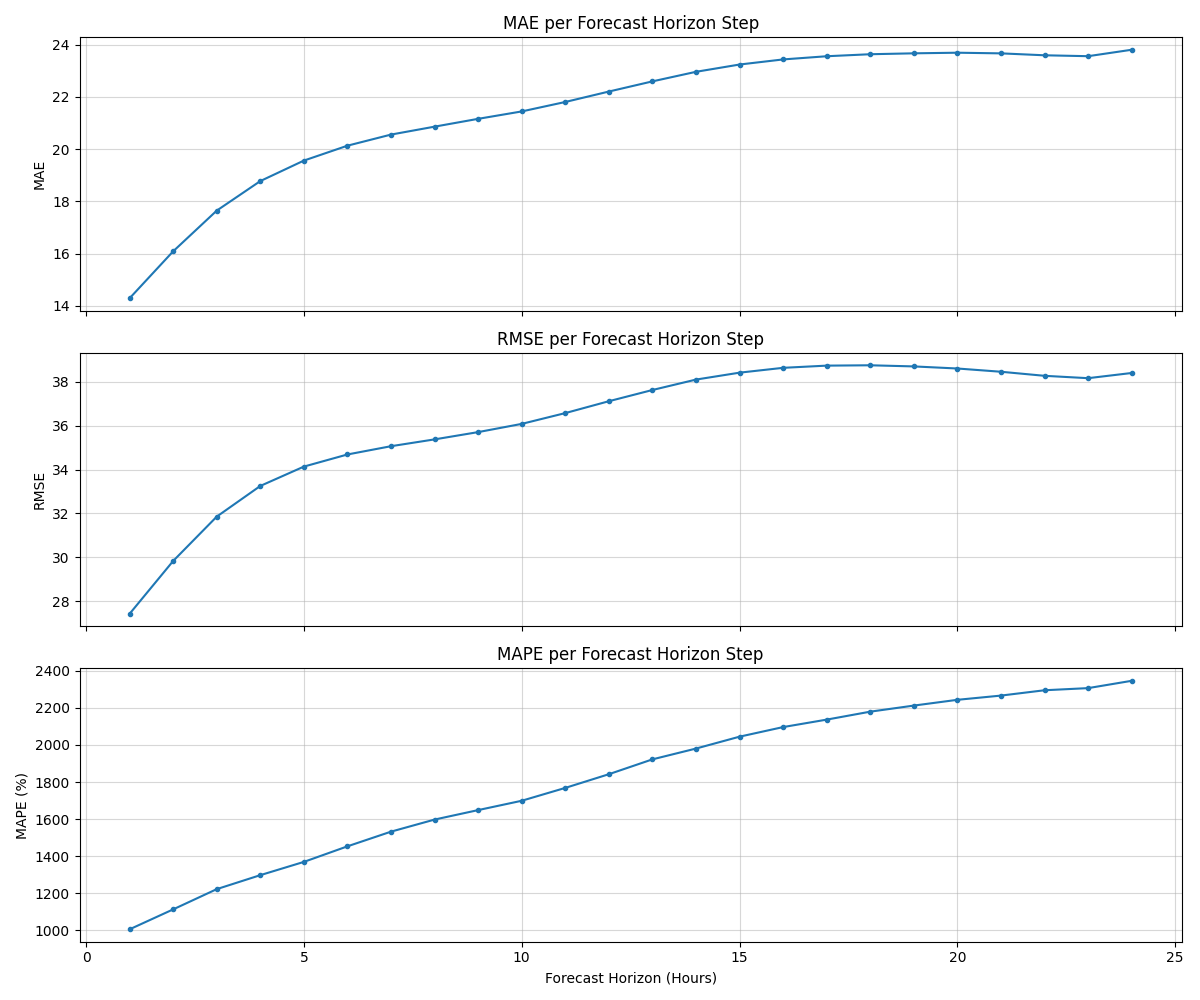 MAE per Forecast Horizon Step
24
22
20
18
16
14
MAE
RMSE per Forecast Horizon Step
38
36
34
32
30
28
RMSE
MAPE per Forecast Horizon Step
2400
2200
2000
1800
1600
1400
1200
1000
MAPE (%)
0 5 10 15 20 25
Forecast Horizon (Hours)